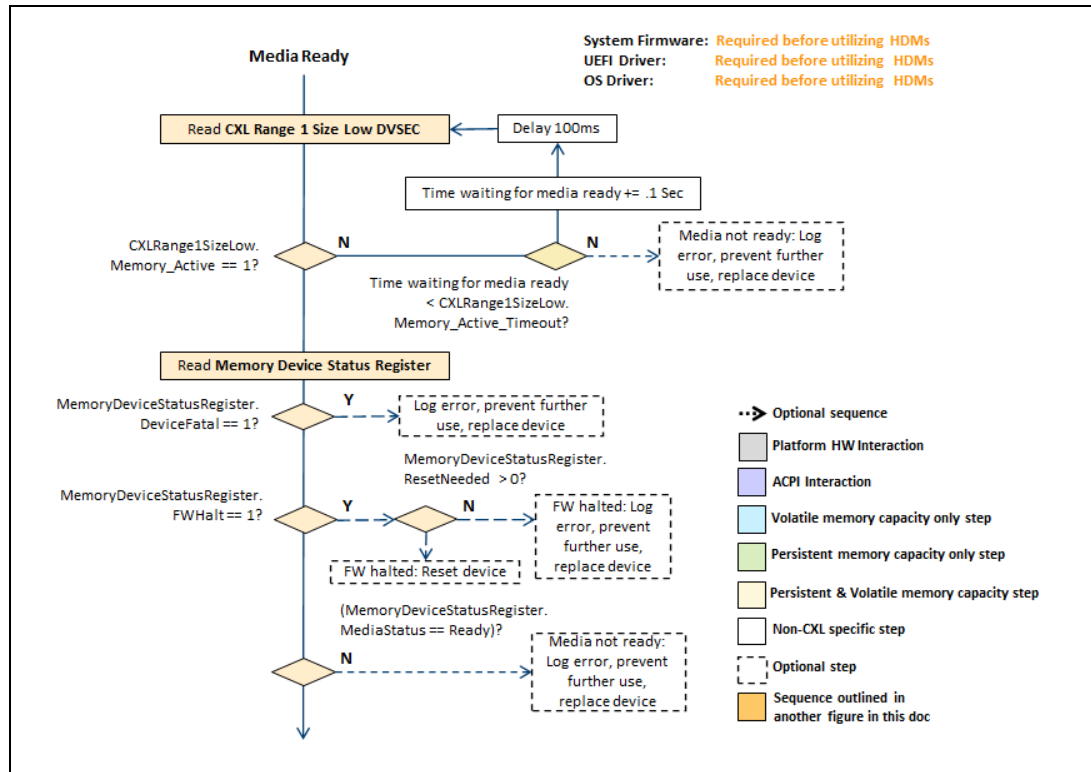 System Firmware: Required before utilizing HDMs
UEFI Driver: Required before utilizing HDMs
OS Driver: Required before utilizing HDMs
Media Ready
Read CXL Range 1 Size Low DVSEC
Delay 100ms
Time waiting for media ready += .1 Sec
CXLRange1SizeLow.
Memory_Active == 1?
N
N
Media not ready: Log
error, prevent further
use, replace device
Time waiting for media ready
< CXLRange1SizeLow.
Memory_Active_Timeout?
Read Memory Device Status Register
MemoryDeviceStatusRegister.
DeviceFatal == 1?
Y
Log error, prevent further
use, replace device
MemoryDeviceStatusRegister.
ResetNeeded > 0?
MemoryDeviceStatusRegister.
FWHalt == 1?
Y
N
FW halted: Log
error, prevent
further use,
replace device
FW halted: Reset device
(MemoryDeviceStatusRegister.
MediaStatus == Ready)?
N
Media not ready:
Log error, prevent
further use,
replace device
Optional sequence
Platform HW Interaction
ACPI Interaction
Volatile memory capacity only step
Persistent memory capacity only step
Persistent & Volatile memory capacity step
Non-CXL specific step
Optional step
Sequence outlined in
another figure in this doc